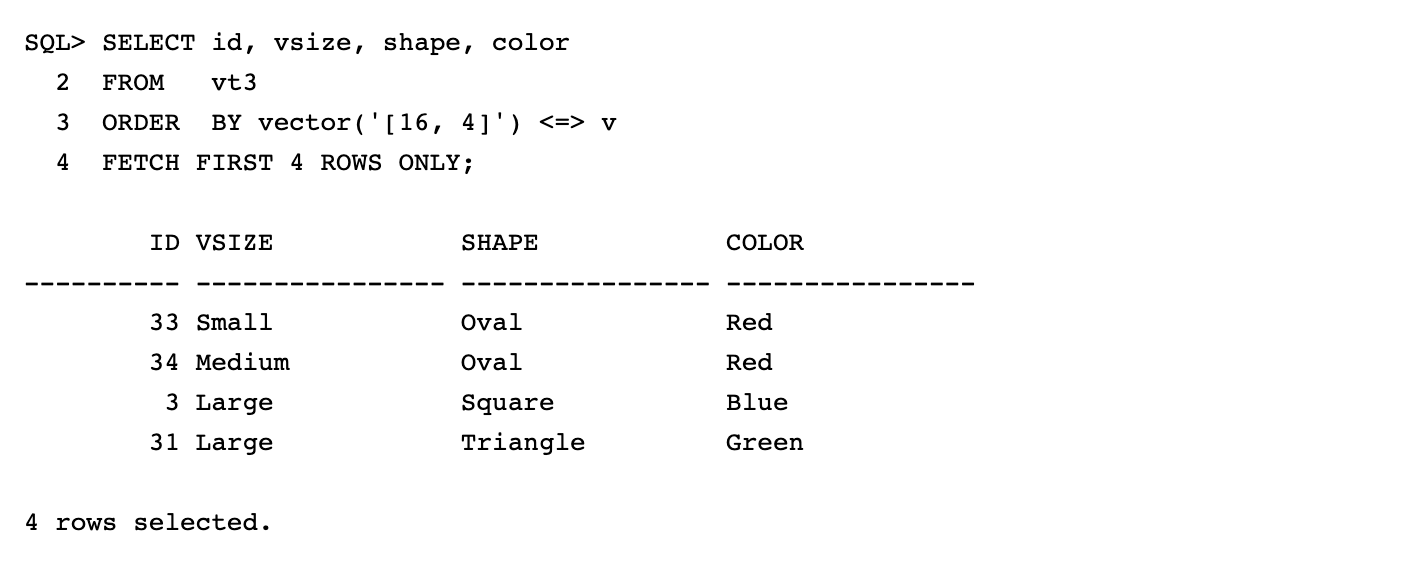 SQL> SELECT id, vsize, shape, color
  2  FROM   vt3
  3  ORDER  BY vector('[16, 4]') <=> v
  4  FETCH FIRST 4 ROWS ONLY;
        ID VSIZE            SHAPE            COLOR
---------- ---------------- ---------------- ----------------
        33 Small            Oval             Red
        34 Medium           Oval             Red
         3 Large            Square           Blue
        31 Large            Triangle         Green
4 rows selected.